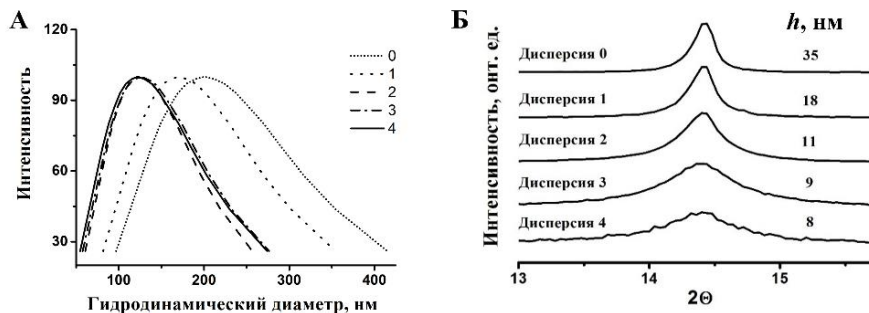 А
Интенсивность
120
90
60
30
0
1
2
3
4
100
200
300
400
Гидродинамический диаметр, нм
Б
h, нм
Интенсивность, онт. ед.
Дисперсия 0
35
Дисперсия 1
18
Дисперсия 2
11
Дисперсия 3
9
Дисперсия 4
8
13
14
15
2Θ